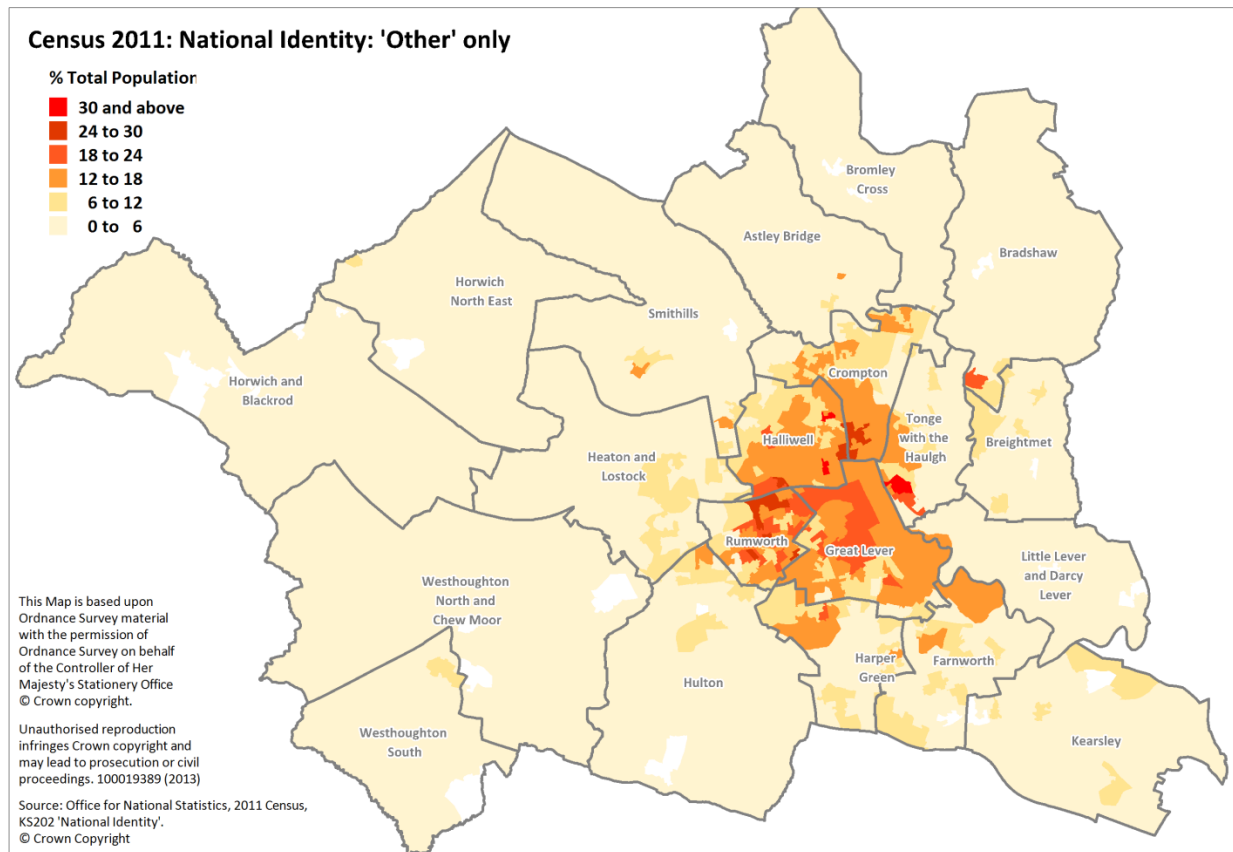 Census 2011: National Identity: 'Other' only
% Total Population
30 and above
24 to 30
18 to 24
12 to 18
6 to 12
0 to 6
Bromley
Cross
Astley Bridge
Bradshaw
Horwich
North East
Smithills
Horwich and
Blackrod
Crompton
Tonge
with the
Haulgh
Halliwell
Breightmet
Heaton and
Lostock
Rumworth
Great Lever
Little Lever
and Darcy
Lever
Westhoughton
North and
Chew Moor
Harper
Green
Farnworth
Hulton
Westhoughton
South
Kearsley
This Map is based upon
Ordnance Survey material
with the permission of
Ordnance Survey on behalf
of the Controller of Her
Majesty's Stationery Office
© Crown copyright.
Unauthorised reproduction
infringes Crown copyright and
may lead to prosecution or civil
proceedings. 100019389 (2013)
Source: Office for National Statistics, 2011 Census,
KS202 'National Identity'.
© Crown Copyright